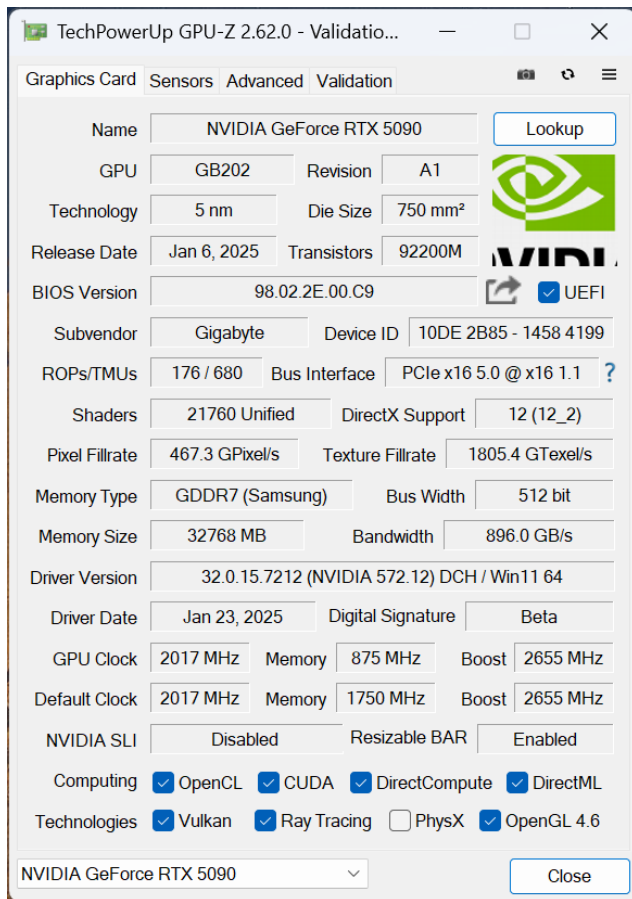 TechPowerUp GPU-Z 2.62.0 - Validatio...
Graphics Card Sensors Advanced Validation
Name NVIDIA GeForce RTX 5090 Lookup
GPU GB202 Revision A1
Technology 5 nm Die Size 750 mm²
Release Date Jan 6, 2025 Transistors 92200M
NVIDI
BIOS Version 98.02.2E.00.C9 UEFI
Subvendor Gigabyte Device ID 10DE 2B85 - 1458 4199
ROPs/TMUs 176 / 680 Bus Interface PCIe x16 5.0 @ x16 1.1 ?
Shaders 21760 Unified DirectX Support 12 (12_2)
Pixel Fillrate 467.3 GPixel/s Texture Fillrate 1805.4 GTexel/s
Memory Type GDDR7 (Samsung) Bus Width 512 bit
Memory Size 32768 MB Bandwidth 896.0 GB/s
Driver Version 32.0.15.7212 (NVIDIA 572.12) DCH / Win11 64
Driver Date Jan 23, 2025 Digital Signature Beta
GPU Clock 2017 MHz Memory 875 MHz Boost 2655 MHz
Default Clock 2017 MHz Memory 1750 MHz Boost 2655 MHz
NVIDIA SLI Disabled Resizable BAR Enabled
Computing OpenCL CUDA DirectCompute DirectML
Technologies Vulkan Ray Tracing PhysX OpenGL 4.6
NVIDIA GeForce RTX 5090 Close